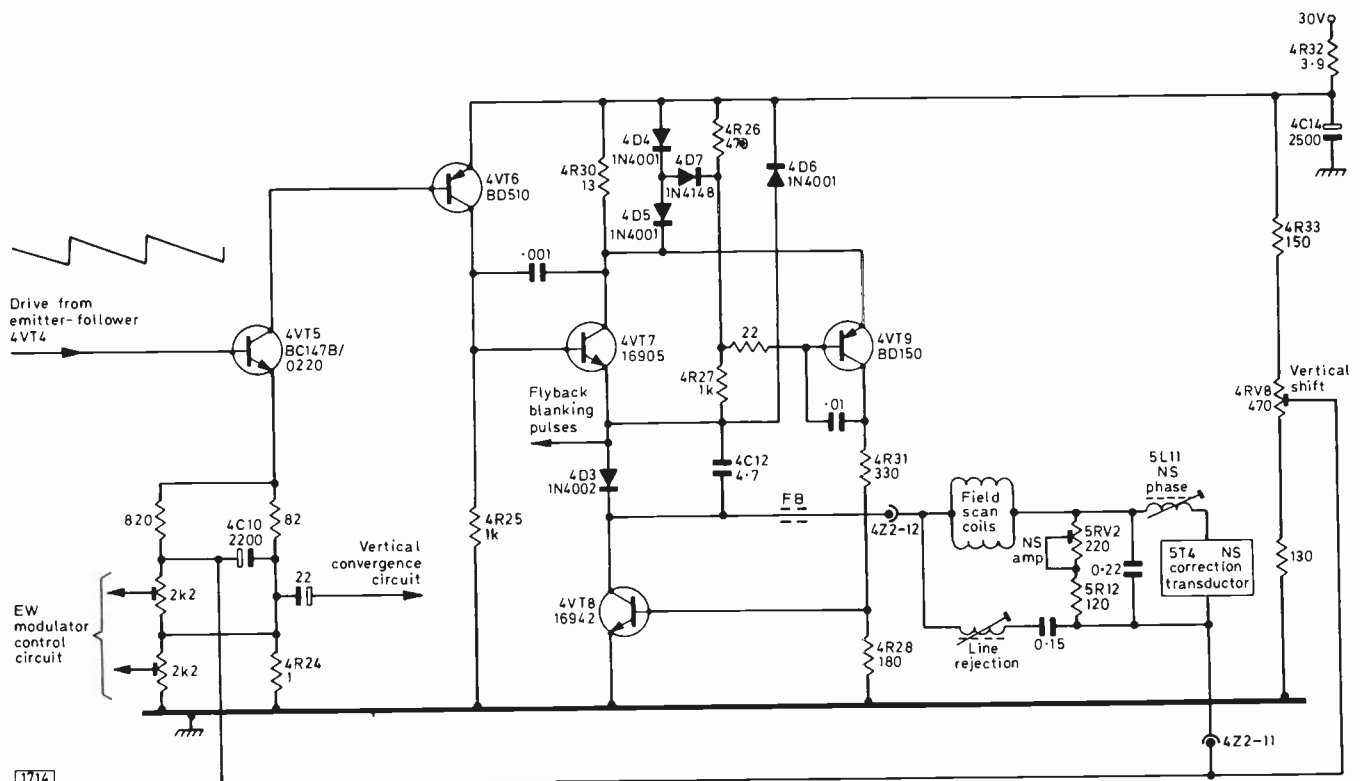 30V
4R32
3·9
4C14
2500
4VT6
BD510
4R30
13
4D4
1N4001
4D7
1N4148
4D5
1N4001
4R26
470
4D6
1N4001
4R33
150
Drive from
emitter-follower
4VT4
4VT5
BC147B/
0220
·001
4VT7
16905
22
4VT9
BD150
4RV8
470
Vertical
shift
Flyback
blanking
pulses
4R27
1k
·01
4D3
1N4002
4C12
4·7
4R31
330
FB
4Z2-12
Field
scan
coils
5L11
NS
phase
NS
amp
5RV2
220
5R12
120
0·22
5T4 NS
correction
transductor
130
4R25
1k
820
4C10
2200
82
Vertical
convergence
circuit
22
EW
modulator
control
circuit
2k2
2k2
4R24
1
4VT8
16942
4R28
180
Line
rejection
0·15
4Z2-11
1714